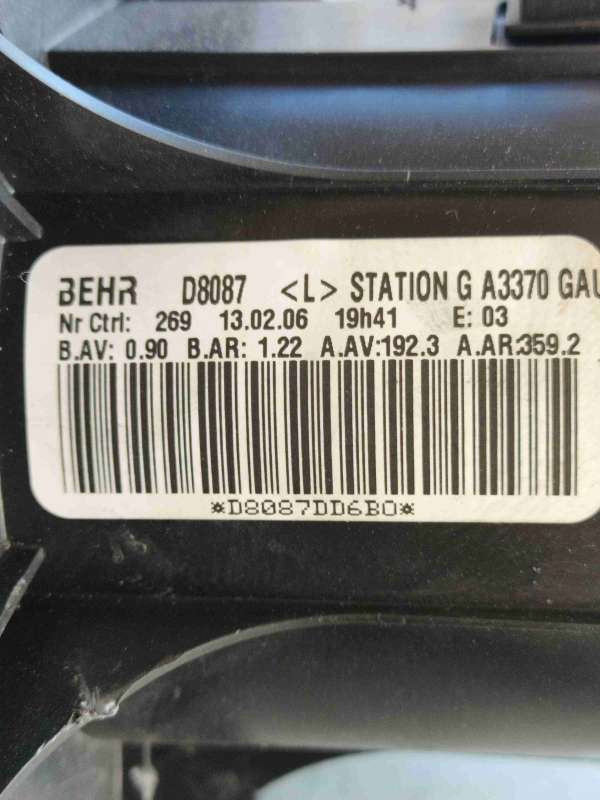 BEHR D8087 <L> STATION G A3370 GAU
Nr Ctrl: 269 13.02.06 19h41 E: 03
B.AV: 0.90 B.AR: 1.22 A.AV:192.3 A.AR:359.2
*D8087DD6B0*